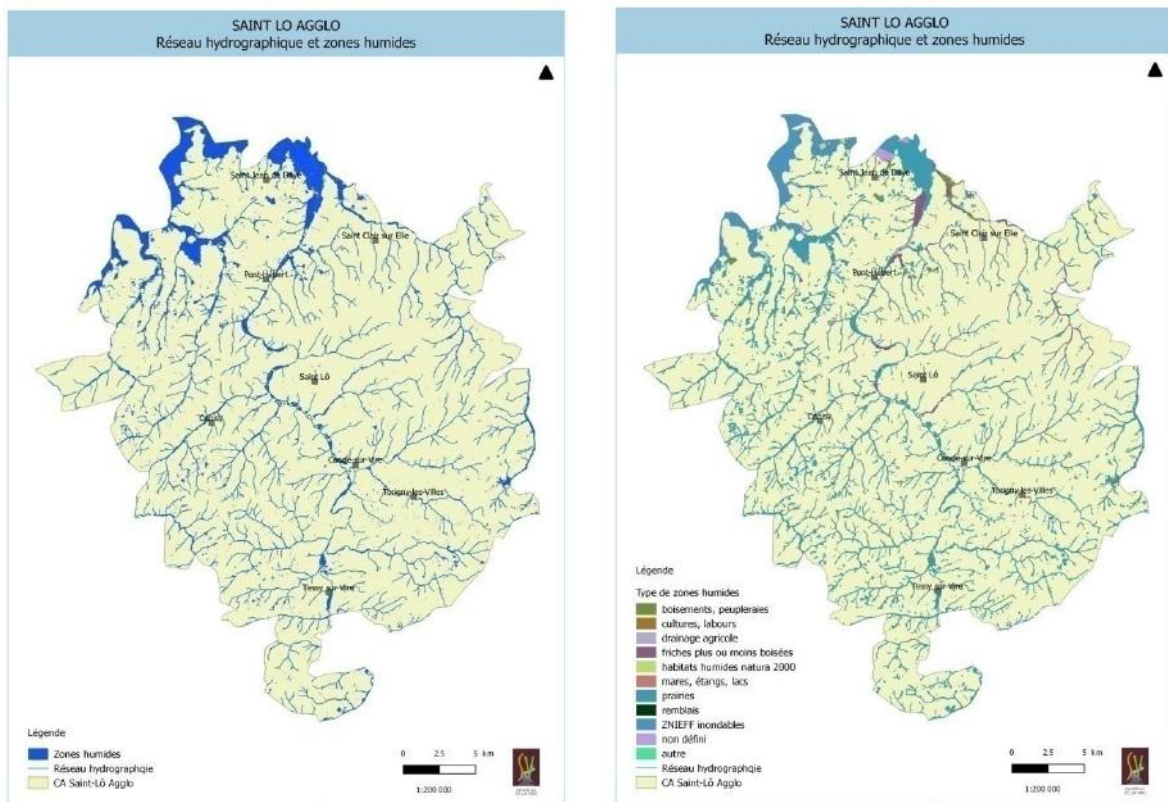 SAINT LO AGGLO
Réseau hydrographique et zones humides
Saint Jean de Daye
Saint Clair sur Elle
Pont-Hébert
Saint Lô
Canisy
Condé-sur-Vire
Torigny-les-Villes
Tessy sur Vire
Légende
Zones humides
Réseau hydrographqie
CA Saint-Lô Agglo
0 2.5 5 km
1:200 000
SAINT LO AGGLO
Réseau hydrographique et zones humides
Saint Jean de Daye
Saint Clair sur Elle
Pont-Hébert
Saint Lô
Canisy
Condé-sur-Vire
Torigny-les-Villes
Tessy sur Vire
Légende
Type de zones humides
boisements, peupleraies
cultures, labours
drainage agricole
friches plus ou moins boisées
habitats humides natura 2000
mares, étangs, lacs
prairies
remblais
ZNIEFF inondables
non défini
autre
Réseau hydrographqie
CA Saint-Lô Agglo
0 2.5 5 km
1:200 000